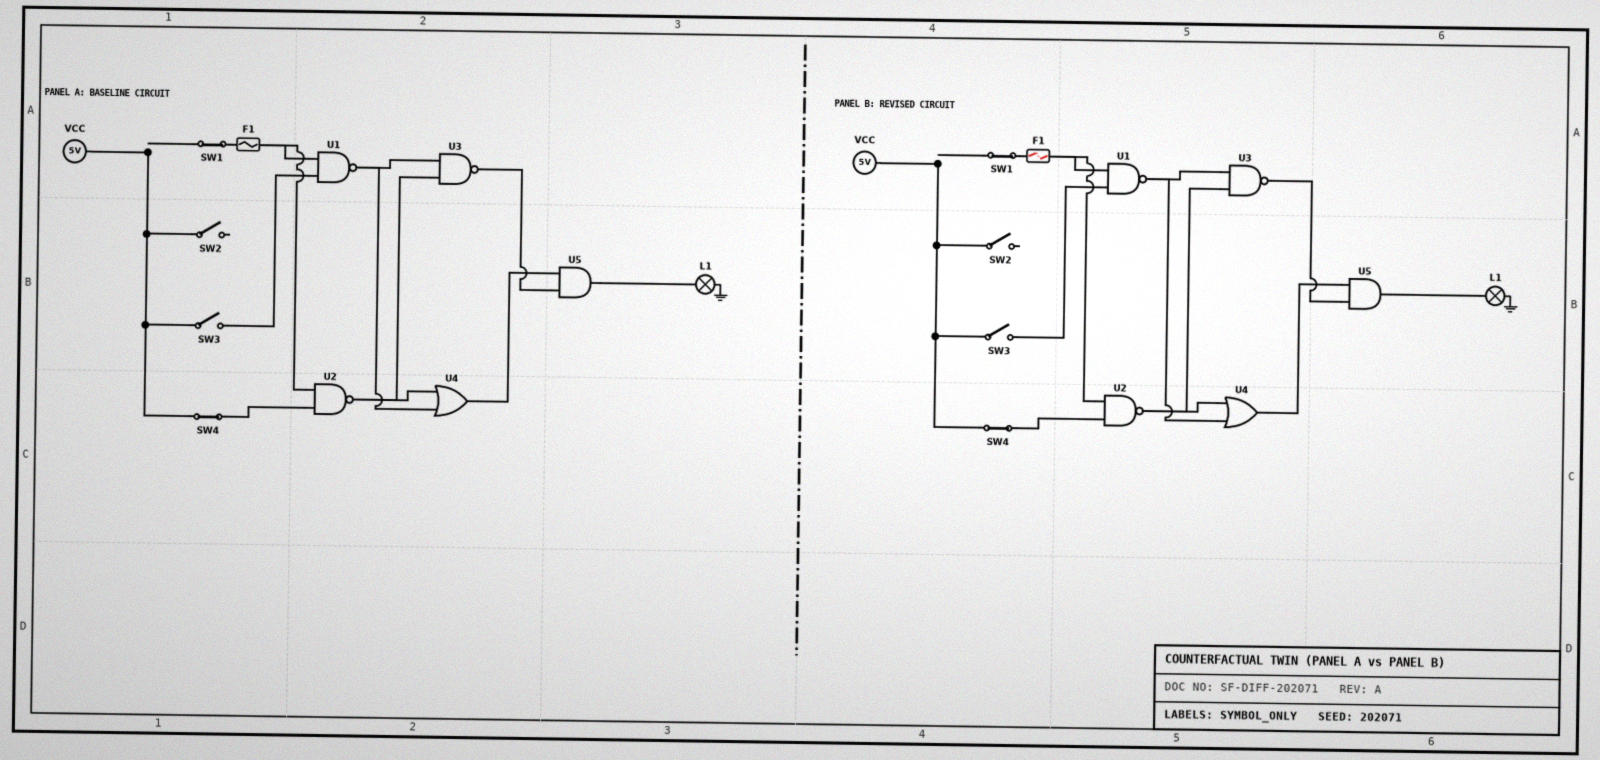 1 2 3 4 5 6
A A
PANEL A: BASELINE CIRCUIT
VCC
5V
SW1
F1
U1
U3
SW2
SW3
U2
U4
SW4
U5
L1
PANEL B: REVISED CIRCUIT
VCC
5V
SW1
F1
U1
U3
SW2
SW3
U2
U4
SW4
U5
L1
B B
C C
D D
COUNTERFACTUAL TWIN (PANEL A vs PANEL B)
DOC NO: SF-DIFF-202071 REV: A
LABELS: SYMBOL_ONLY SEED: 202071
1 2 3 4 5 6